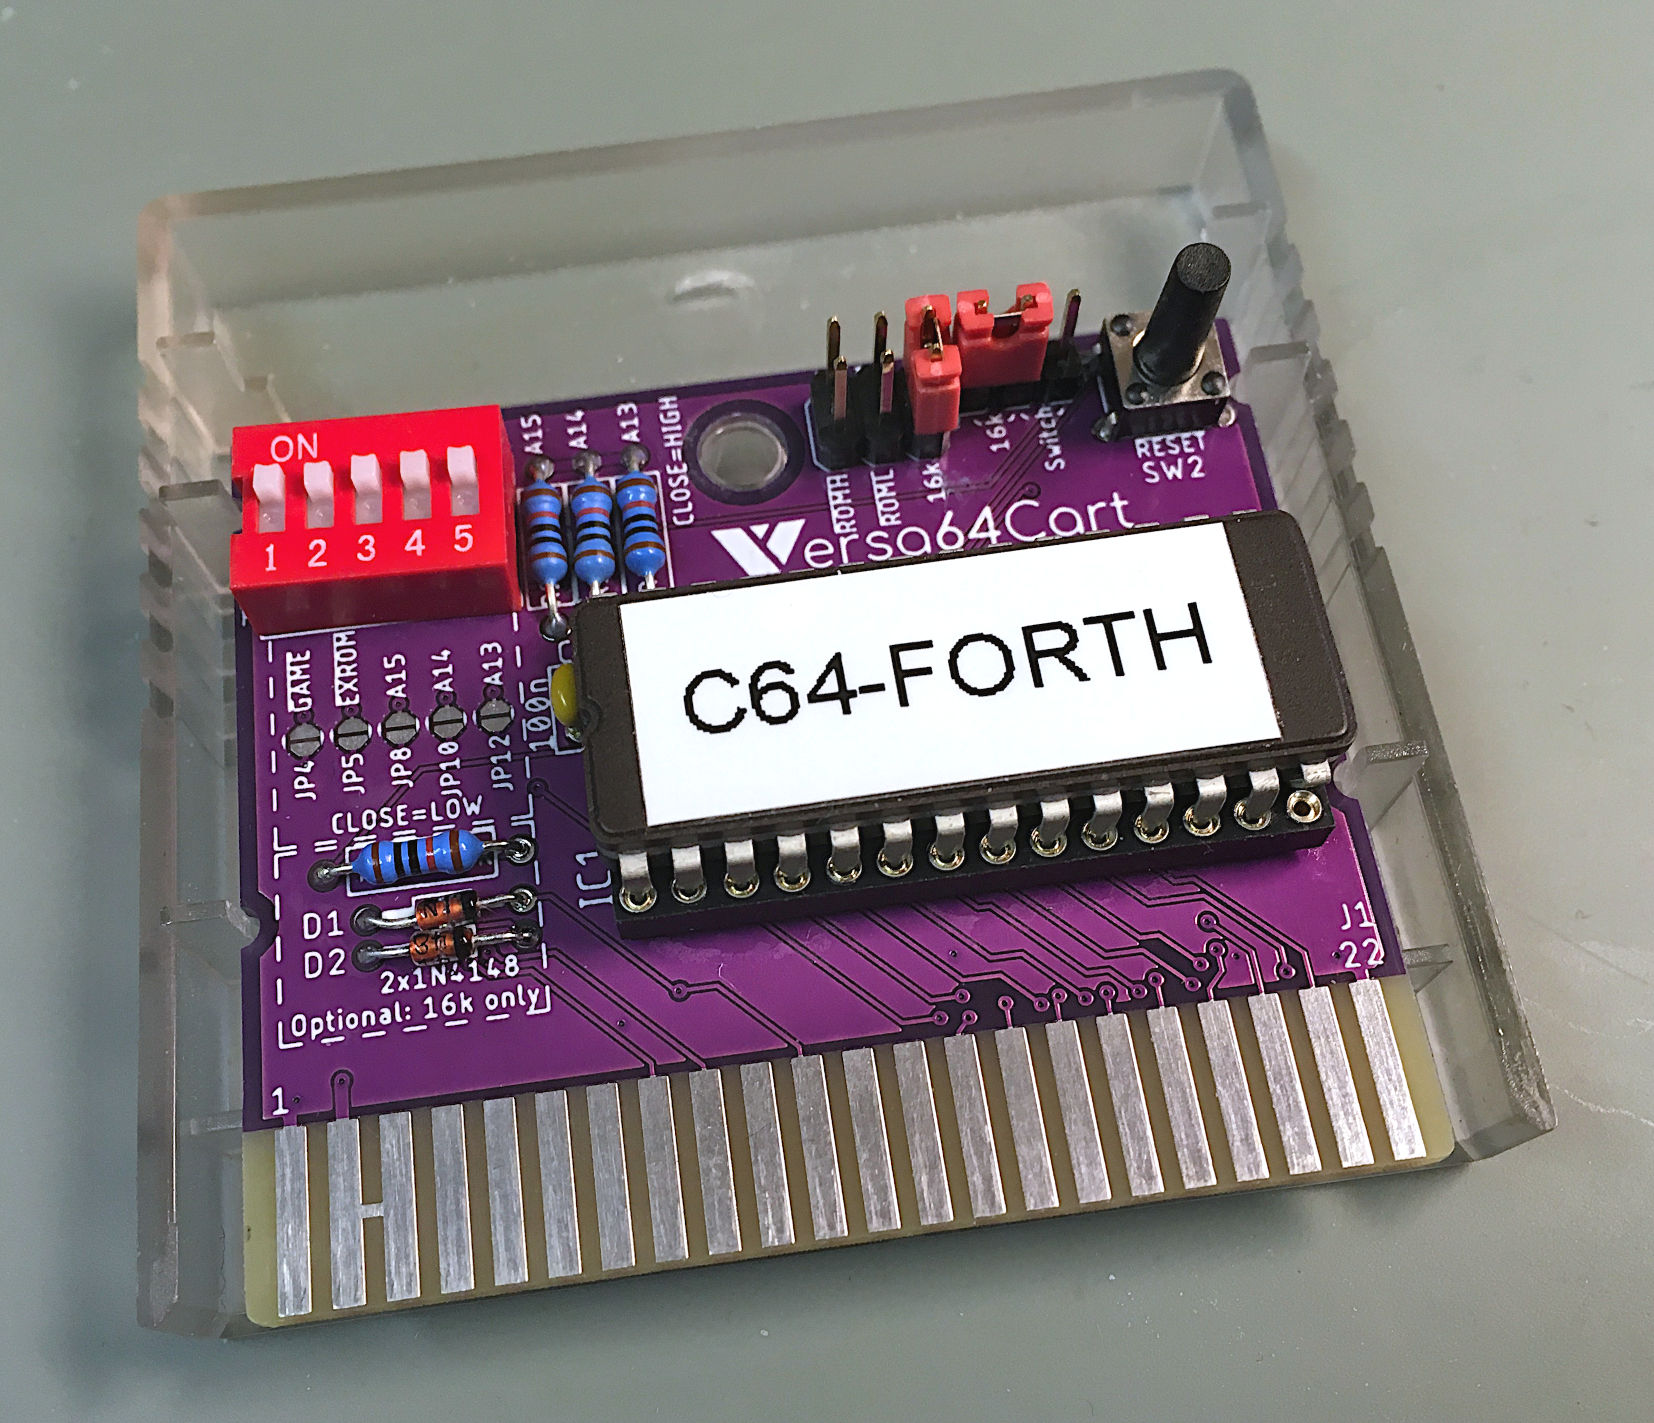 ON
1 2 3 4 5
A15
A14
A13
CLOSE=HIGH
ROMH
ROML
16k
16k
Switch
RESET
SW2
Versa64Cart
C64-FORTH
GAME
EXROM
A15
A14
A13
JP4
JP5
JP8
JP10
JP12
100n
CLOSE=LOW
IC1
D1
D2
2x1N4148
Optional: 16k only
J1
1
22